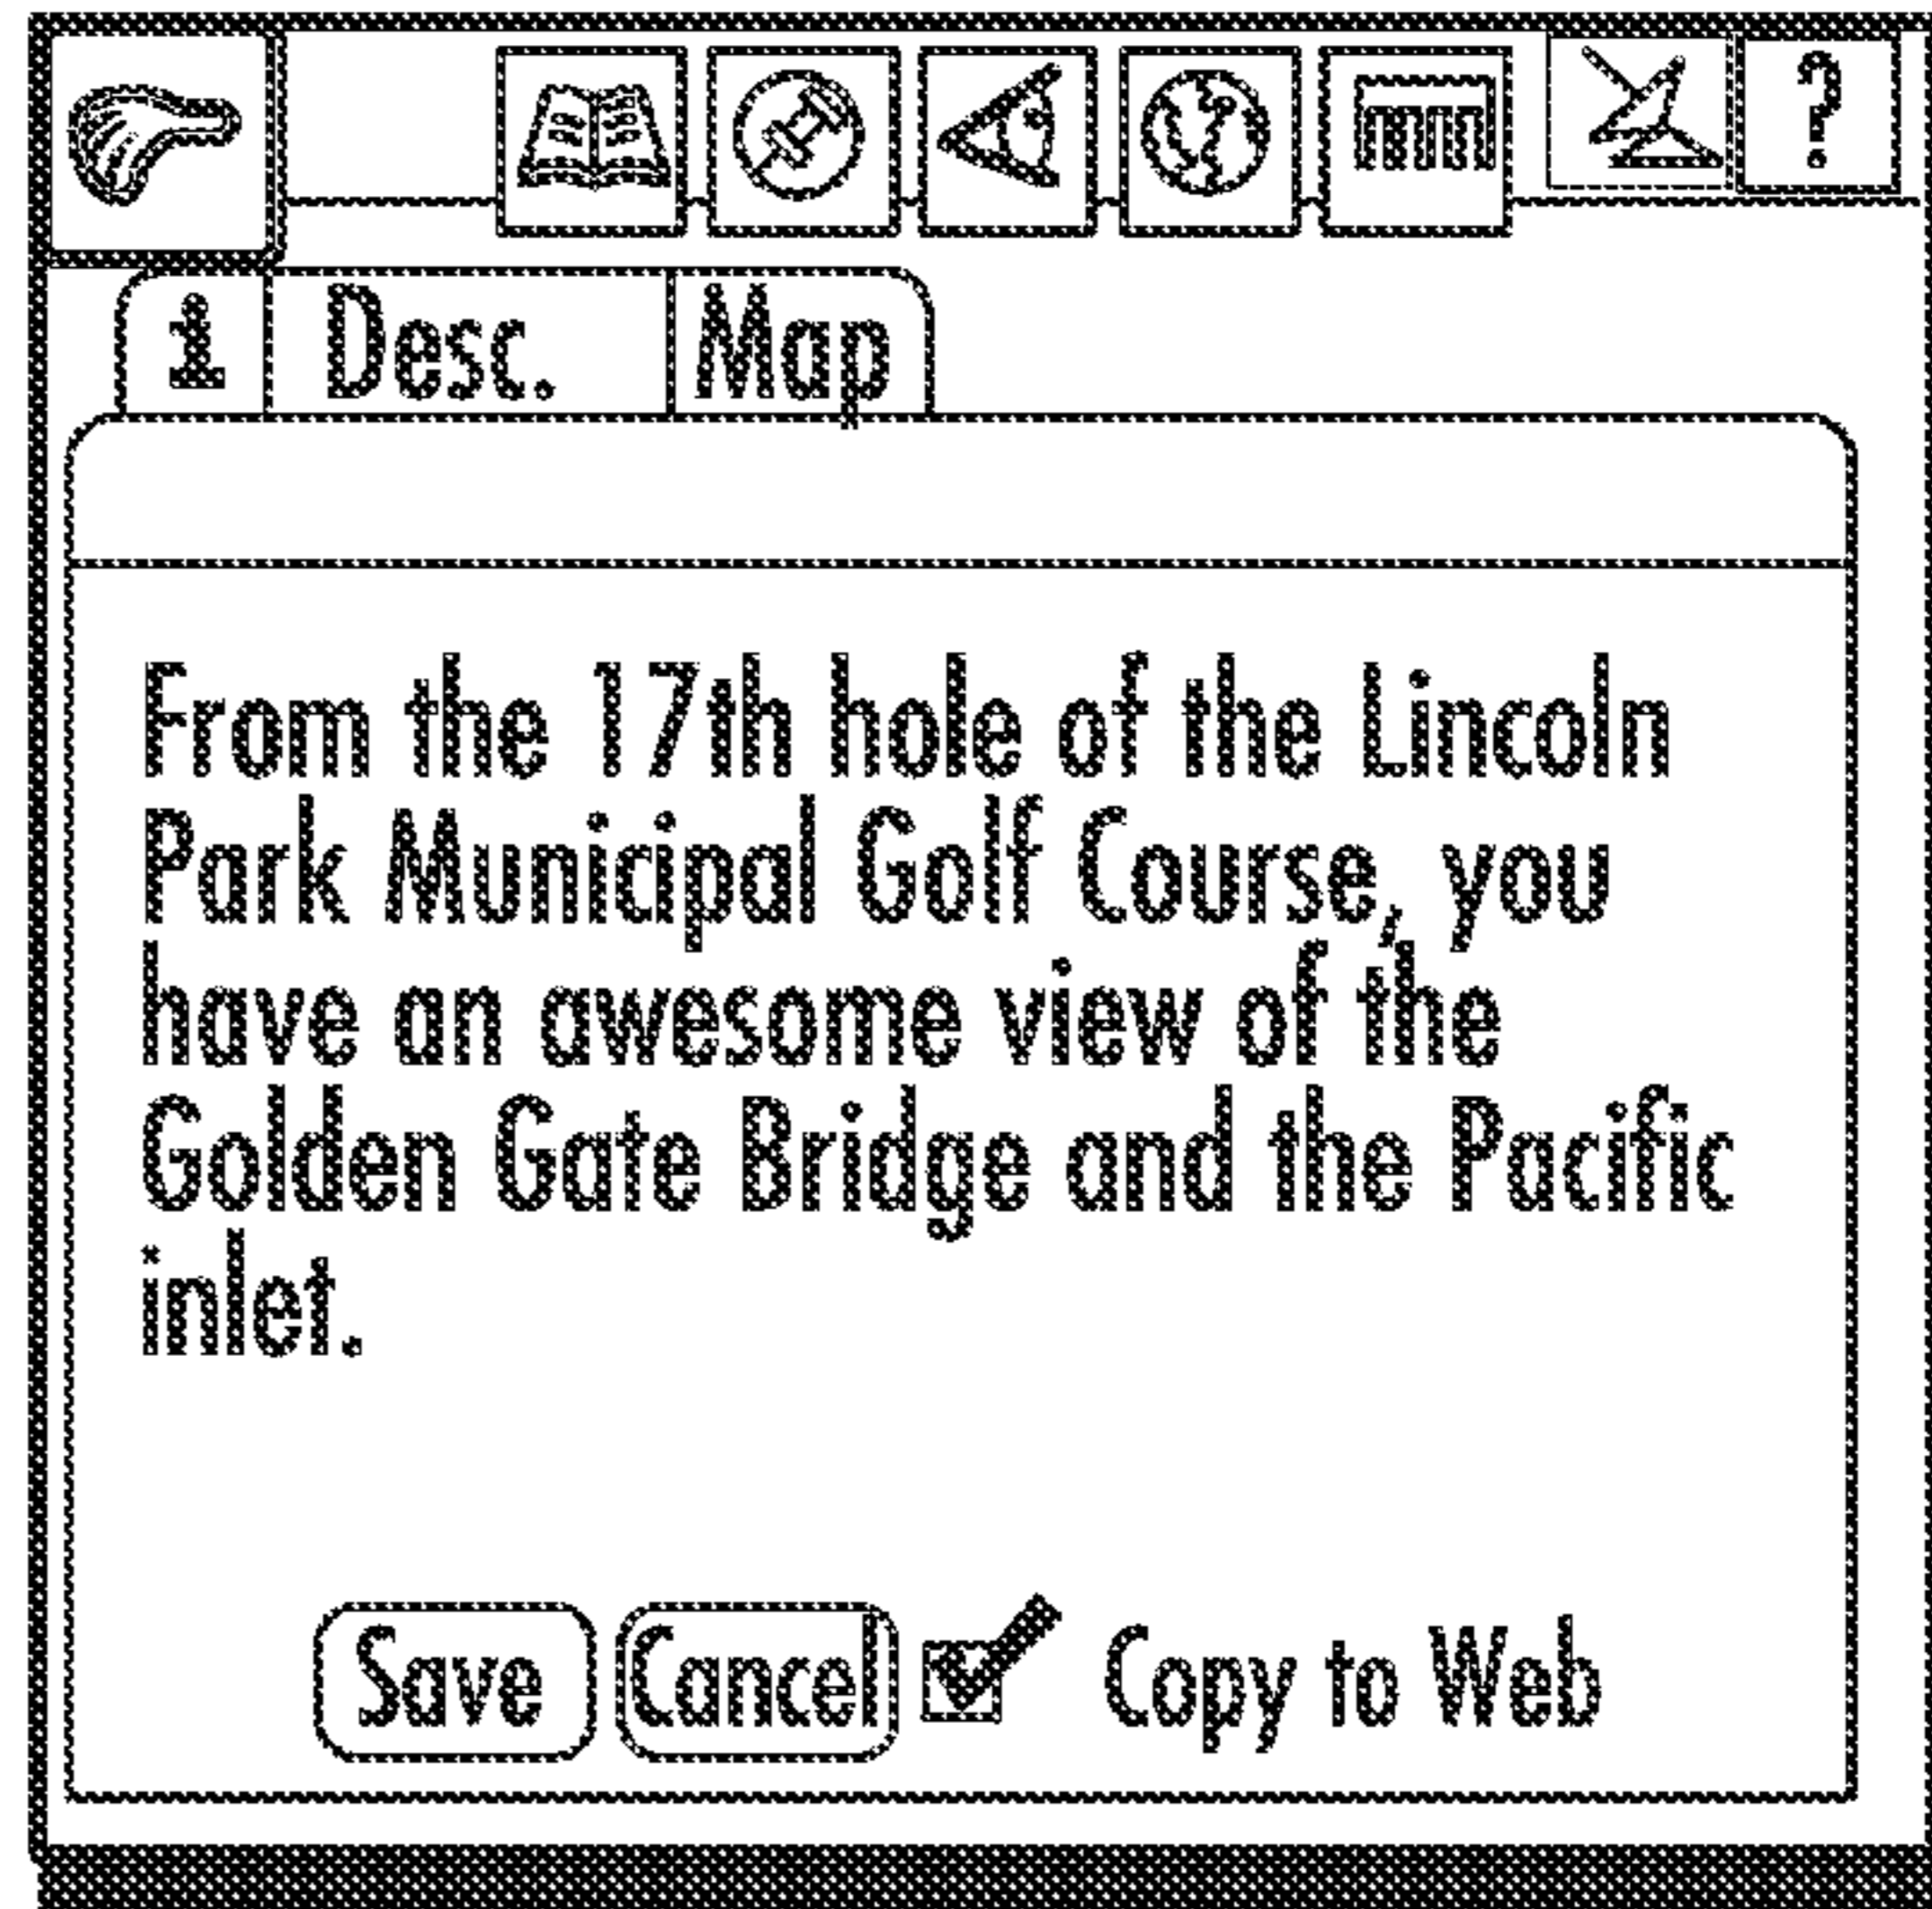 ?
i Desc. Map
From the 17th hole of the Lincoln
Park Municipal Golf Course, you
have an awesome view of the
Golden Gate Bridge and the Pacific
inlet.
Save Cancel Copy to Web